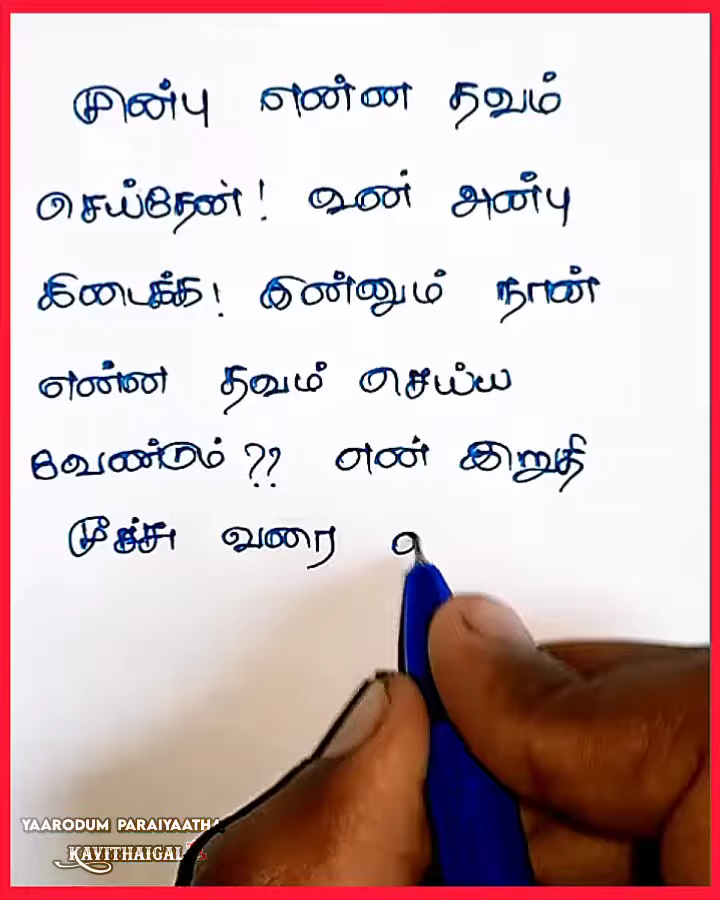 முன்பு என்ன தவம்
செய்தேன்! உன் அன்பு
கிடைக்க! இன்னும் நான்
என்ன தவம் செய்ய
வேண்டும்?? என் இறுதி
மூச்சு வரை
YAARODUM PARAIYAATHA
KAVITHAIGAL